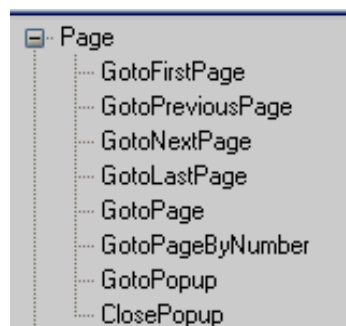 Page
GotoFirstPage
GotoPreviousPage
GotoNextPage
GotoLastPage
GotoPage
GotoPageByNumber
GotoPopup
ClosePopup